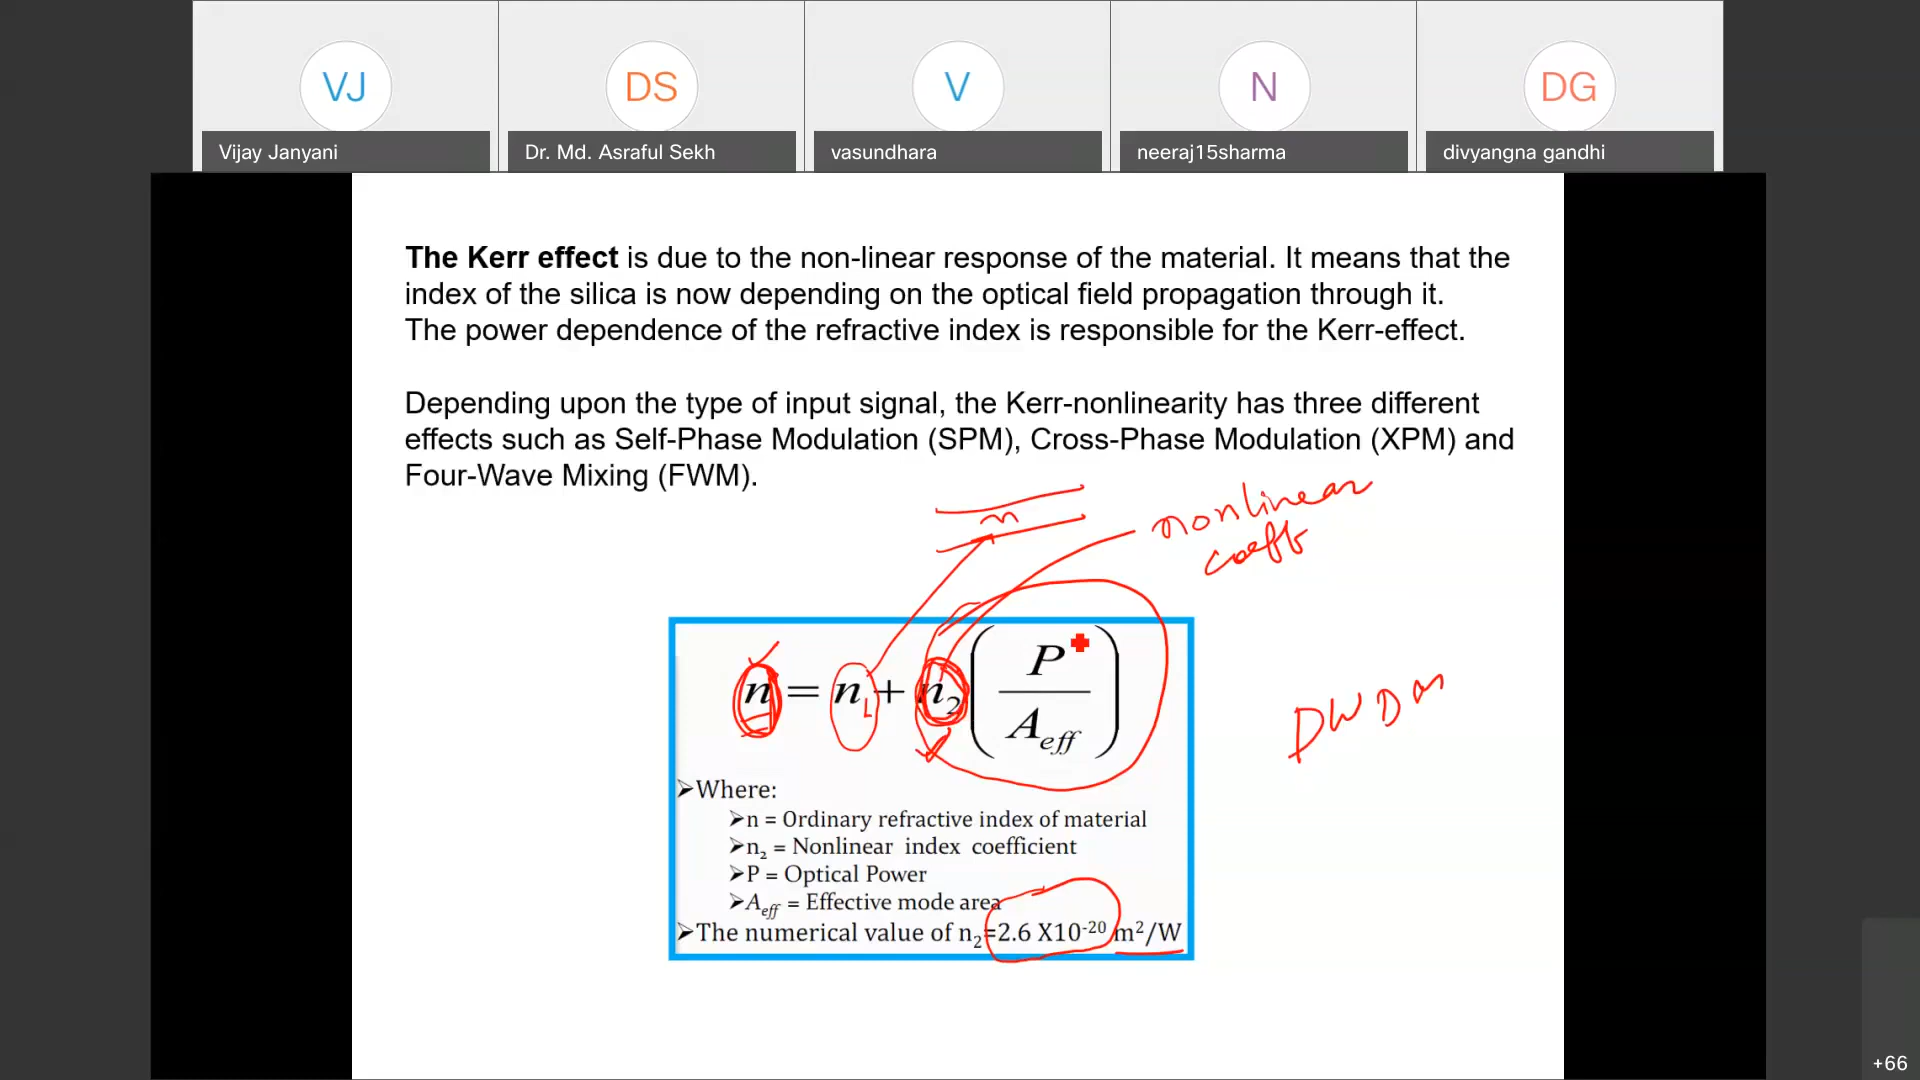 VJ
DS
V
N
DG
Vijay Janyani
Dr. Md. Asraful Sekh
vasundhara
neeraj15sharma
divyangna gandhi
The Kerr effect is due to the non-linear response of the material. It means that the
index of the silica is now depending on the optical field propagation through it.
The power dependence of the refractive index is responsible for the Kerr-effect.
Depending upon the type of input signal, the Kerr-nonlinearity has three different
effects such as Self-Phase Modulation (SPM), Cross-Phase Modulation (XPM) and
Four-Wave Mixing (FWM).
n
nonlinear
coeff
n = n_L + n₂ (P / A_eff)
DWDM
➢Where:
➢n = Ordinary refractive index of material
➢n₂ = Nonlinear index coefficient
➢P = Optical Power
➢A_eff = Effective mode area
➢The numerical value of n₂=2.6 X10⁻²⁰ m²/W
+66